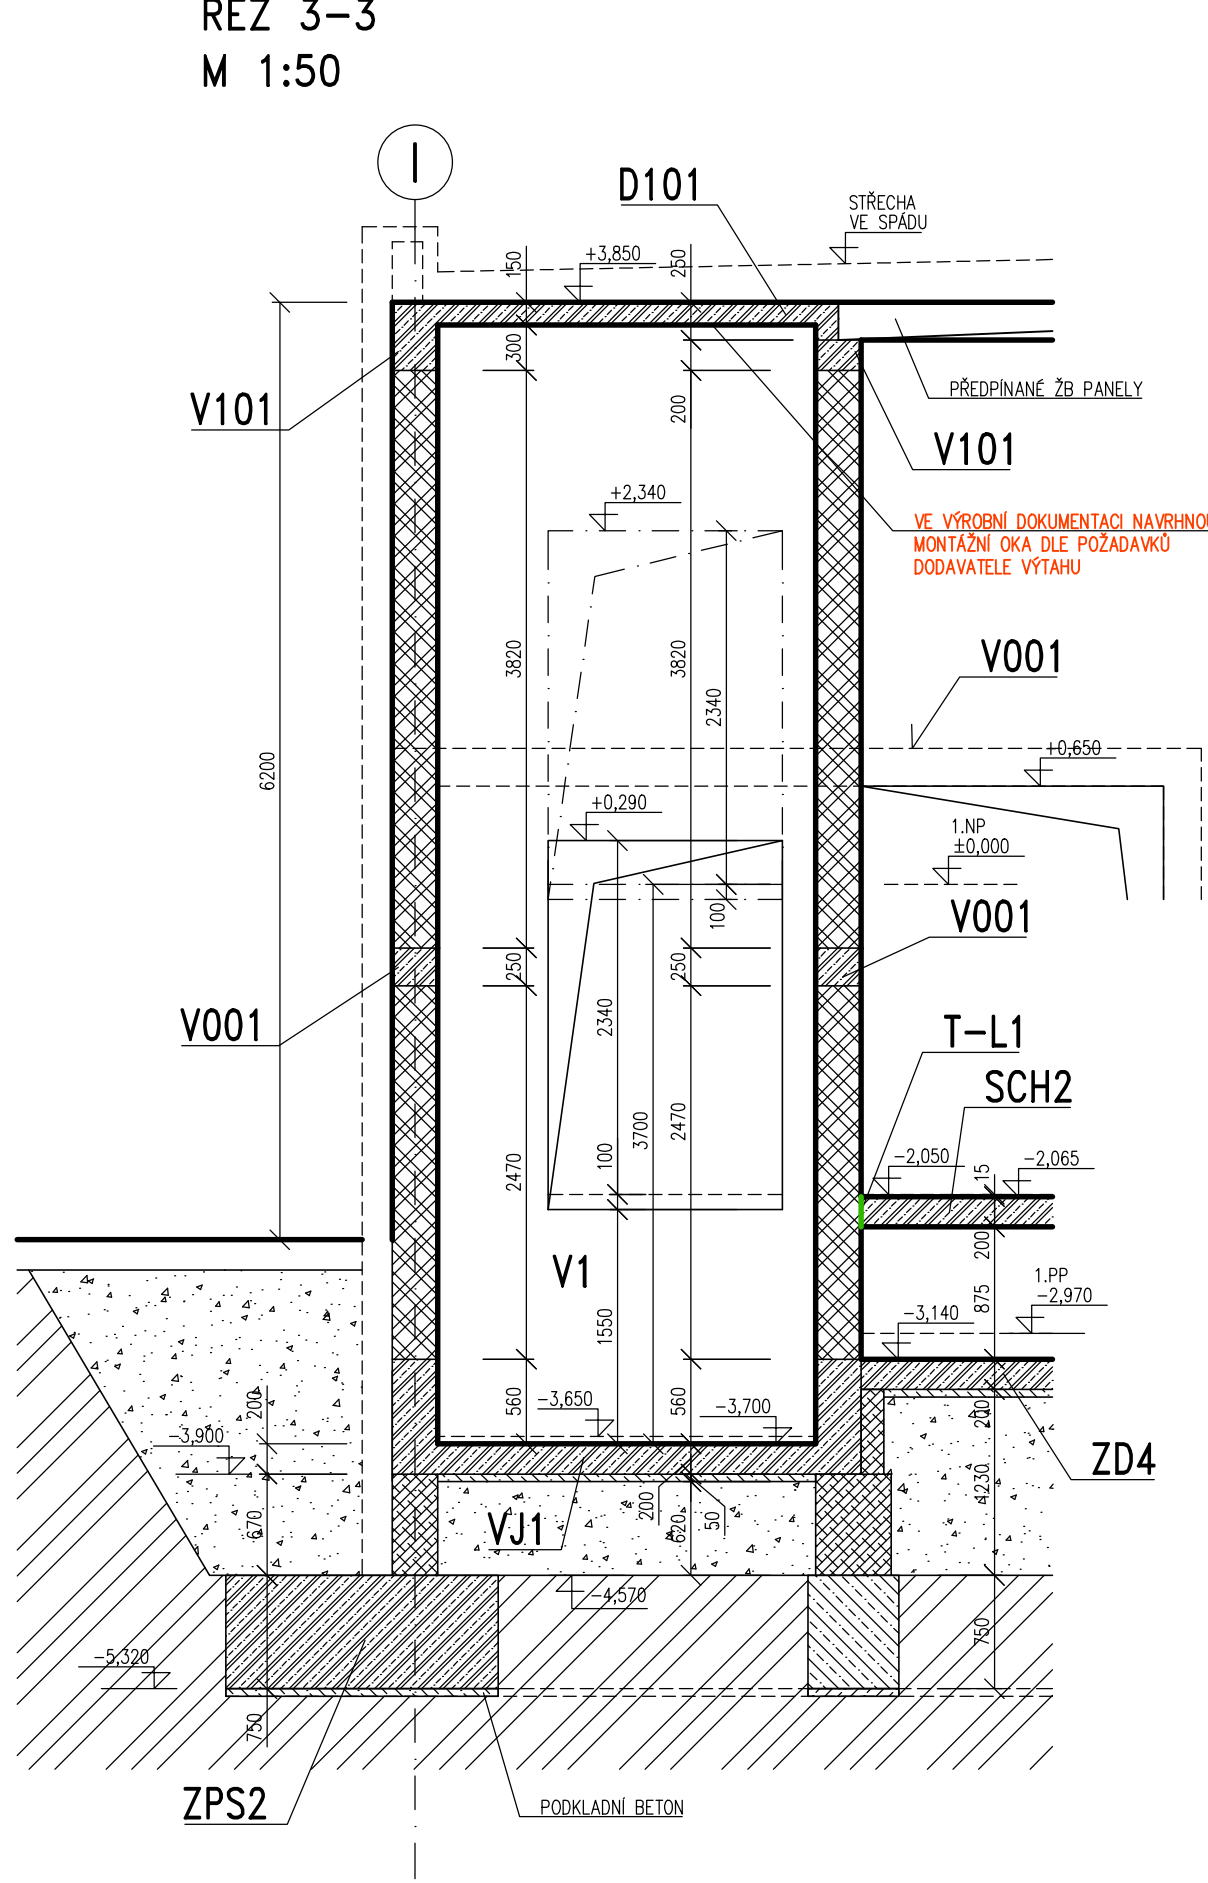 ŘEZ 3-3
M 1:50
I
D101
STŘECHA
VE SPÁDU
+3,850
150
250
300
200
V101
PŘEDPÍNANÉ ŽB PANELY
V101
+2,340
VE VÝROBNÍ DOKUMENTACI
MONTÁŽNÍ OKA DLE POŽADAVKŮ
DODAVATELE VÝTAHU
3820
3820
2340
V001
6200
+0,650
+0,290
1.NP
±0,000
100
V001
250
250
V001
2340
T-L1
SCH2
3700
2470
2470
100
-2,050
-2,065
15
200
V1
1550
1.PP
-2,970
875
-3,140
560
560
-3,650
-3,700
200
-3,900
200
ZD4
670
VJ1
200
620
50
1230
-4,570
750
-5,320
750
ZPS2
PODKLADNÍ BETON